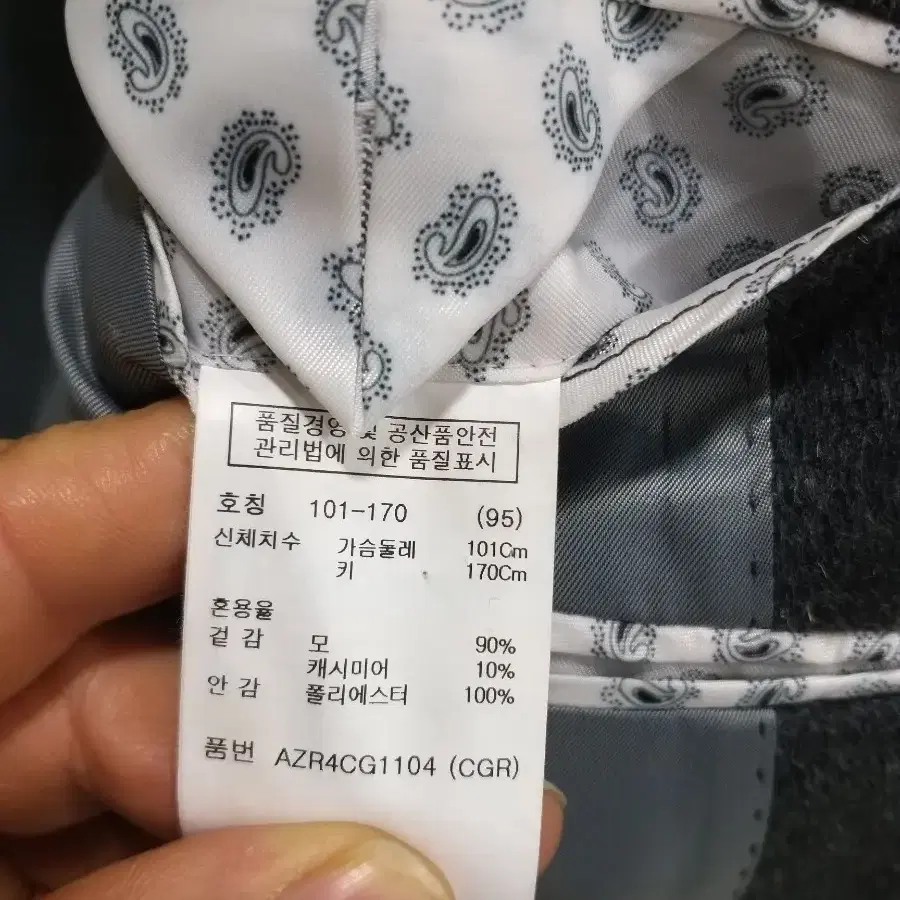 품질경영 및 공산품안전
관리법에 의한 품질표시
호칭 101-170 (95)
신체치수 가슴둘레 101Cm
키 170Cm
혼용율
겉 감 모 90%
캐시미어 10%
안 감 폴리에스터 100%
품번 AZR4CG1104 (CGR)